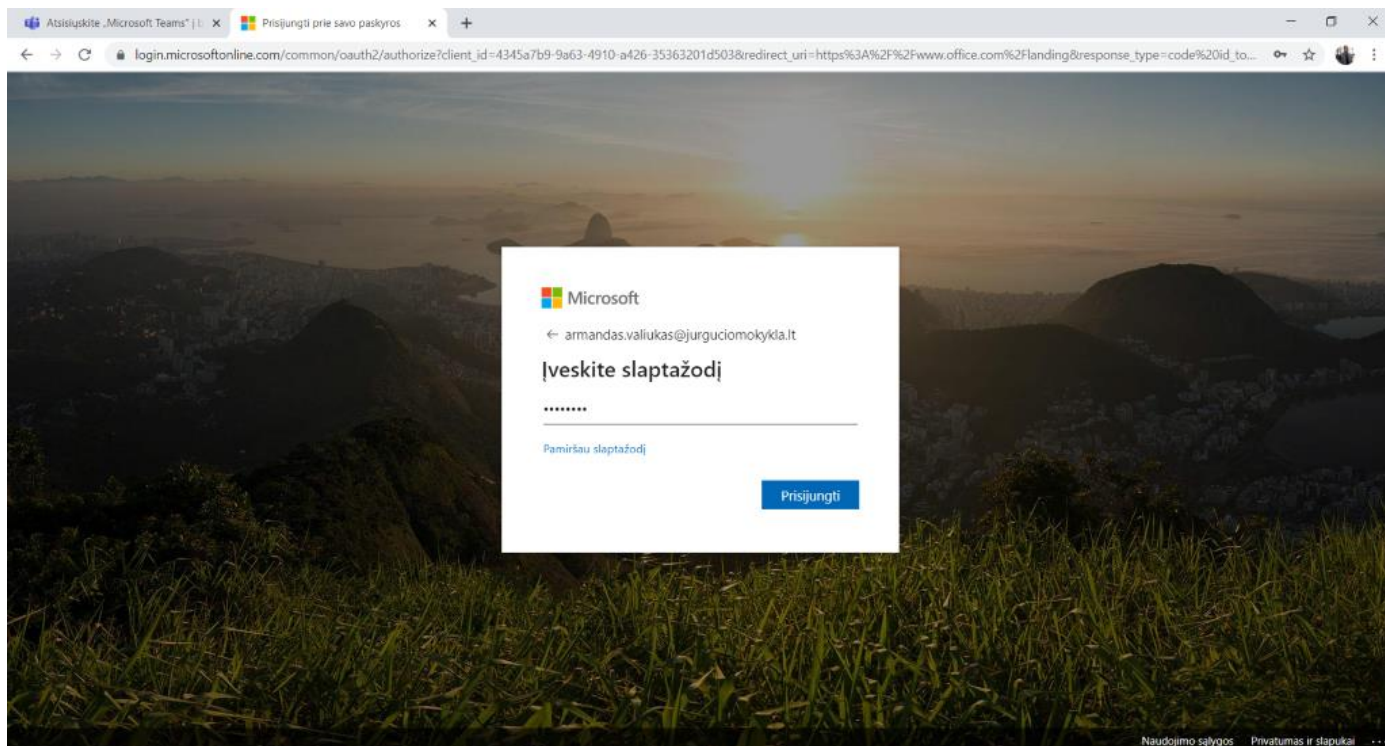 Atsisiųskite „Microsoft Teams“ į
Prisijungti prie savo paskyros
login.microsoftonline.com/common/oauth2/authorize?client_id=4345a7b9-9a63-4910-a426-35363201d503&redirect_uri=https%3A%2F%2Fwww.office.com%2Flanding&response_type=code%20id_to...
Microsoft
← armandas.valiukas@jurguciomokykla.lt
Įveskite slaptažodį
••••••••
Pamiršau slaptažodį
Prisijungti
Naudojimo sąlygos Privatumas ir slapukai ...